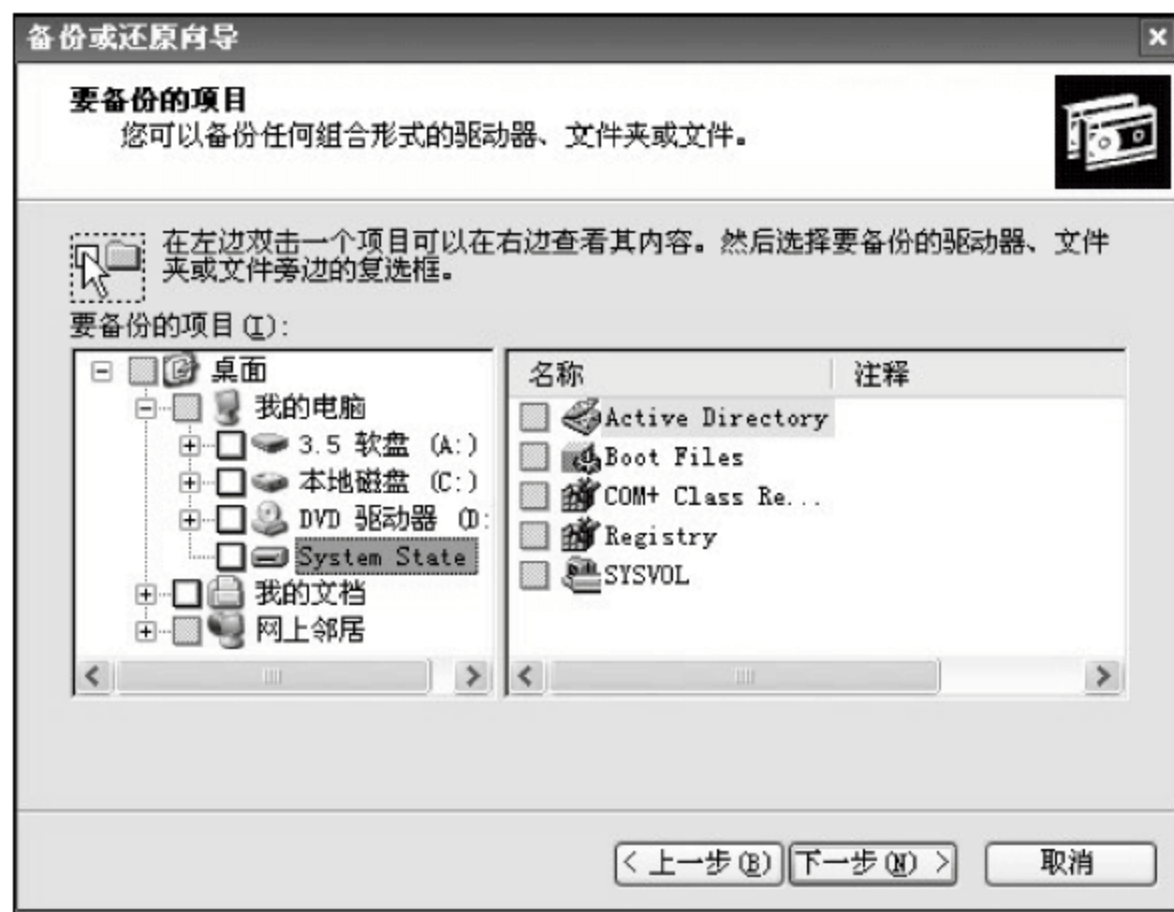 备份或还原向导
要备份的项目
您可以备份任何组合形式的驱动器、文件夹或文件。
在左边双击一个项目可以在右边查看其内容。然后选择要备份的驱动器、文件
夹或文件旁边的复选框。
要备份的项目(I):
桌面
我的电脑
3.5 软盘 (A:)
本地磁盘 (C:)
DVD 驱动器 (D:
System State
我的文档
网上邻居
名称 注释
Active Directory
Boot Files
COM+ Class Re...
Registry
SYSVOL
< 上一步(B) 下一步(N) > 取消